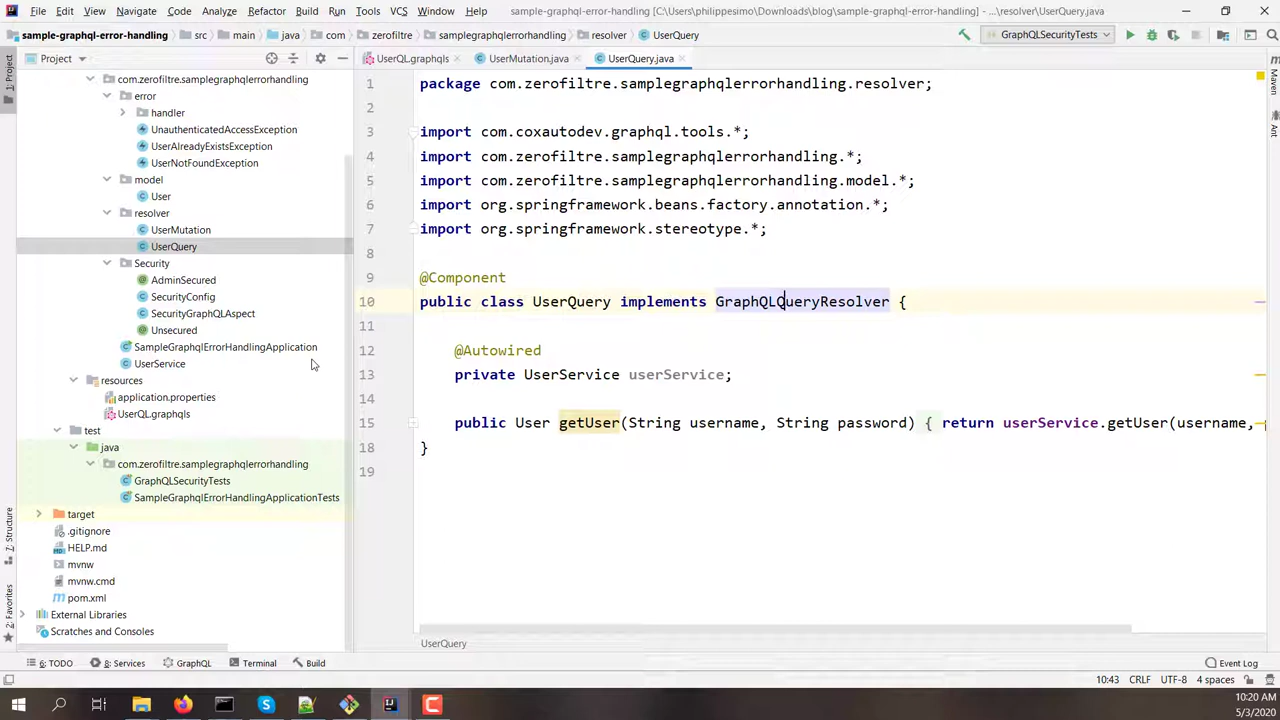 File Edit View Navigate Code Analyze Refactor Build Run Tools VCS Window Help sample-graphql-error-handling [C:\Users\philippesimo\Downloads\blog\sample-graphql-error-handling] - ...\resolver\UserQuery.java
sample-graphql-error-handling src main java com zerofiltre samplegraphqlerrorhandling resolver UserQuery GraphQLSecurityTests
Project UserQL.graphqls UserMutation.java UserQuery.java
1: Project
7: Structure
2: Favorites
Maven
Ant
com.zerofiltre.samplegraphqlerrorhandling
error
handler
UnauthenticatedAccessException
UserAlreadyExistsException
UserNotFoundException
model
User
resolver
UserMutation
UserQuery
Security
AdminSecured
SecurityConfig
SecurityGraphQLAspect
Unsecured
SampleGraphqlErrorHandlingApplication
UserService
resources
application.properties
UserQL.graphqls
test
java
com.zerofiltre.samplegraphqlerrorhandling
GraphQLSecurityTests
SampleGraphqlErrorHandlingApplicationTests
target
.gitignore
HELP.md
mvnw
mvnw.cmd
pom.xml
External Libraries
Scratches and Consoles
1 package com.zerofiltre.samplegraphqlerrorhandling.resolver;
2
3 import com.coxautodev.graphql.tools.*;
4 import com.zerofiltre.samplegraphqlerrorhandling.*;
5 import com.zerofiltre.samplegraphqlerrorhandling.model.*;
6 import org.springframework.beans.factory.annotation.*;
7 import org.springframework.stereotype.*;
8
9 @Component
10 public class UserQuery implements GraphQLQueryResolver {
11
12 @Autowired
13 private UserService userService;
14
15 public User getUser(String username, String password) { return userService.getUser(username,
18 }
19
UserQuery
6: TODO 8: Services GraphQL Terminal Build Event Log
10:43 CRLF UTF-8 4 spaces
10:20 AM
5/3/2020